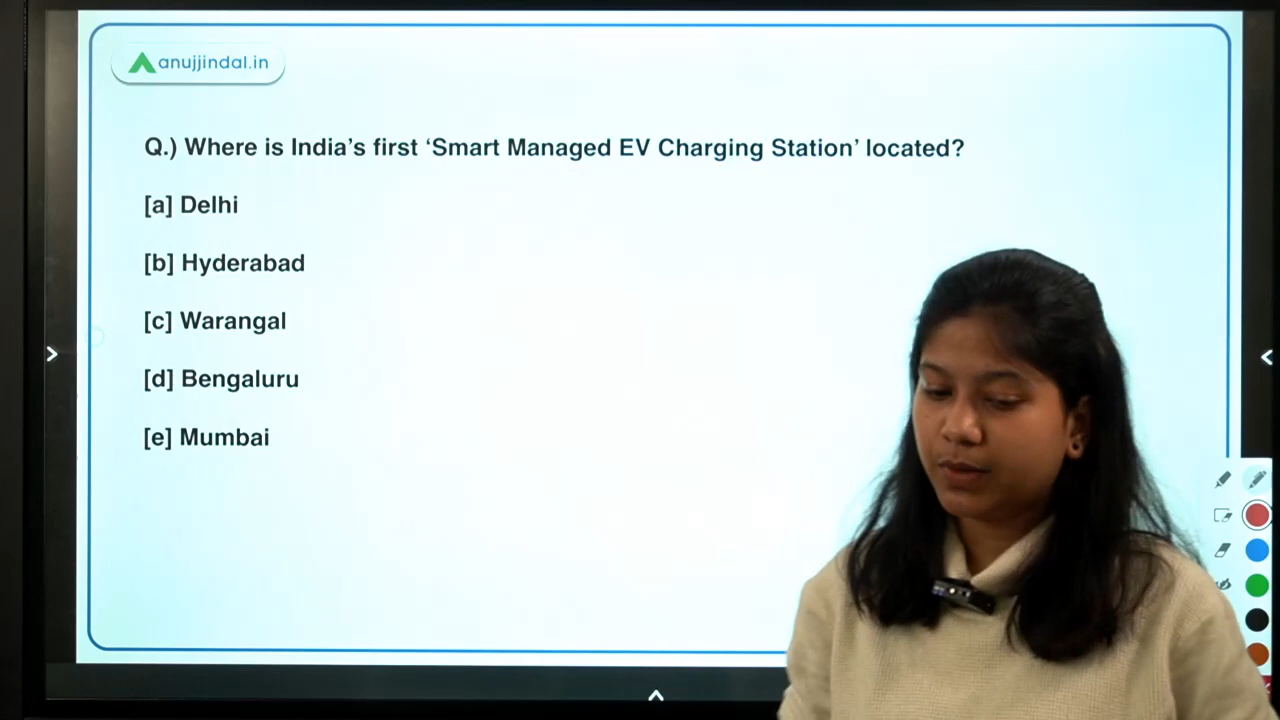 anujjindal.in
Q.) Where is India’s first ‘Smart Managed EV Charging Station’ located?
[a] Delhi
[b] Hyderabad
[c] Warangal
[d] Bengaluru
[e] Mumbai